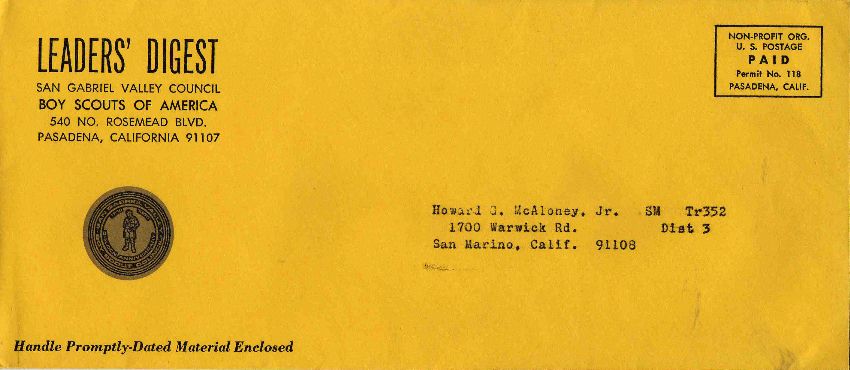 LEADERS' DIGEST
SAN GABRIEL VALLEY COUNCIL
BOY SCOUTS OF AMERICA
540 NO. ROSEMEAD BLVD.
PASADENA, CALIFORNIA 91107
NON-PROFIT ORG.
U. S. POSTAGE
PAID
Permit No. 118
PASADENA, CALIF.
Howard G. McAloney, Jr. SM Tr352
1700 Warwick Rd. Dist 3
San Marino, Calif. 91108
Handle Promptly-Dated Material Enclosed